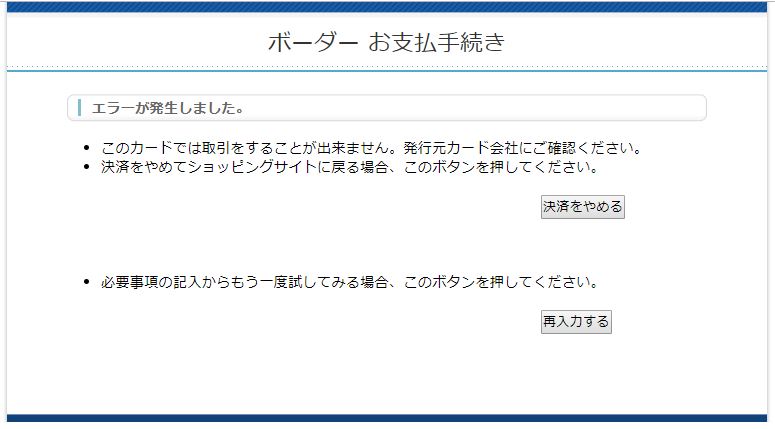 ボーダー お支払手続き
エラーが発生しました。
このカードでは取引をすることが出来ません。発行元カード会社にご確認ください。
決済をやめてショッピングサイトに戻る場合、このボタンを押してください。
決済をやめる
必要事項の記入からもう一度試してみる場合、このボタンを押してください。
再入力する